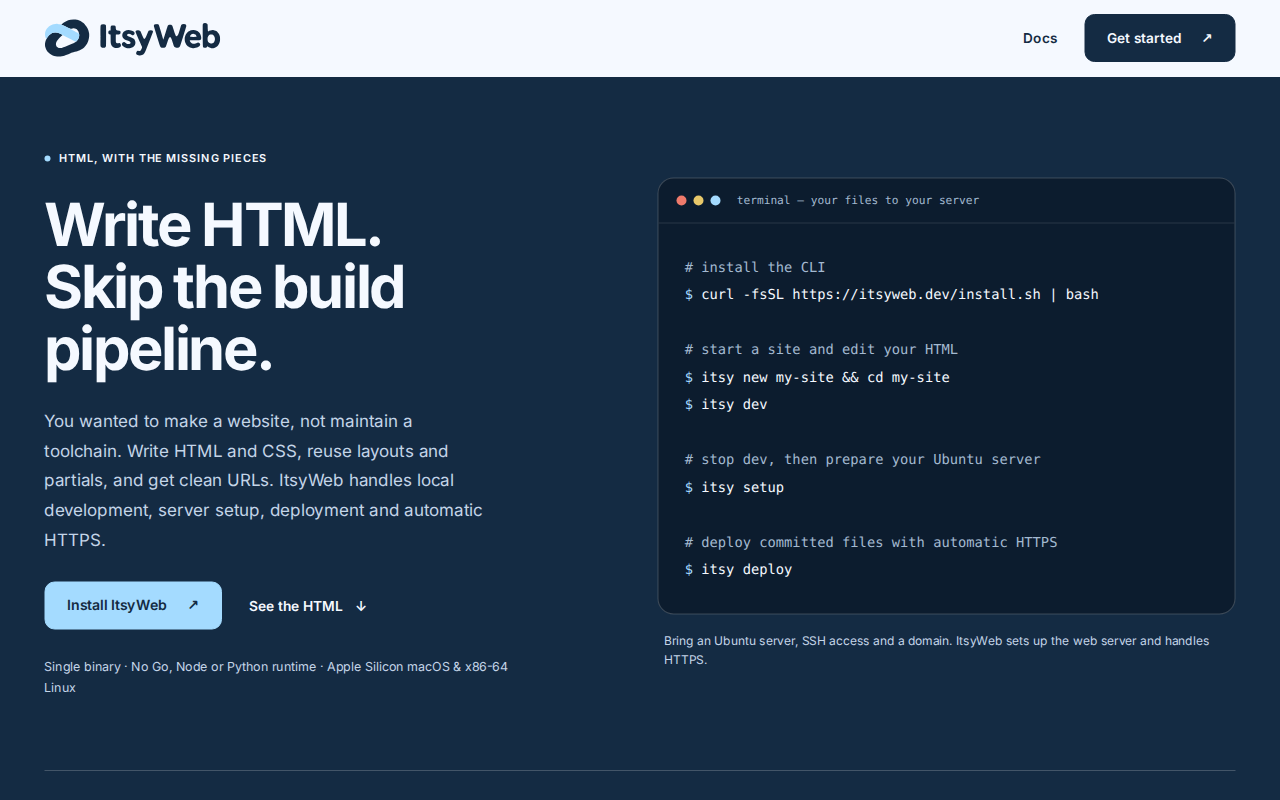 ItsyWeb
Docs
Get started ↗
HTML, WITH THE MISSING PIECES
Write HTML.
Skip the build
pipeline.
You wanted to make a website, not maintain a
toolchain. Write HTML and CSS, reuse layouts and
partials, and get clean URLs. ItsyWeb handles local
development, server setup, deployment and automatic
HTTPS.
Install ItsyWeb ↗
See the HTML ↓
Single binary · No Go, Node or Python runtime · Apple Silicon macOS & x86-64
Linux
terminal — your files to your server
# install the CLI
$ curl -fsSL https://itsyweb.dev/install.sh | bash
# start a site and edit your HTML
$ itsy new my-site && cd my-site
$ itsy dev
# stop dev, then prepare your Ubuntu server
$ itsy setup
# deploy committed files with automatic HTTPS
$ itsy deploy
Bring an Ubuntu server, SSH access and a domain. ItsyWeb sets up the web server and handles
HTTPS.